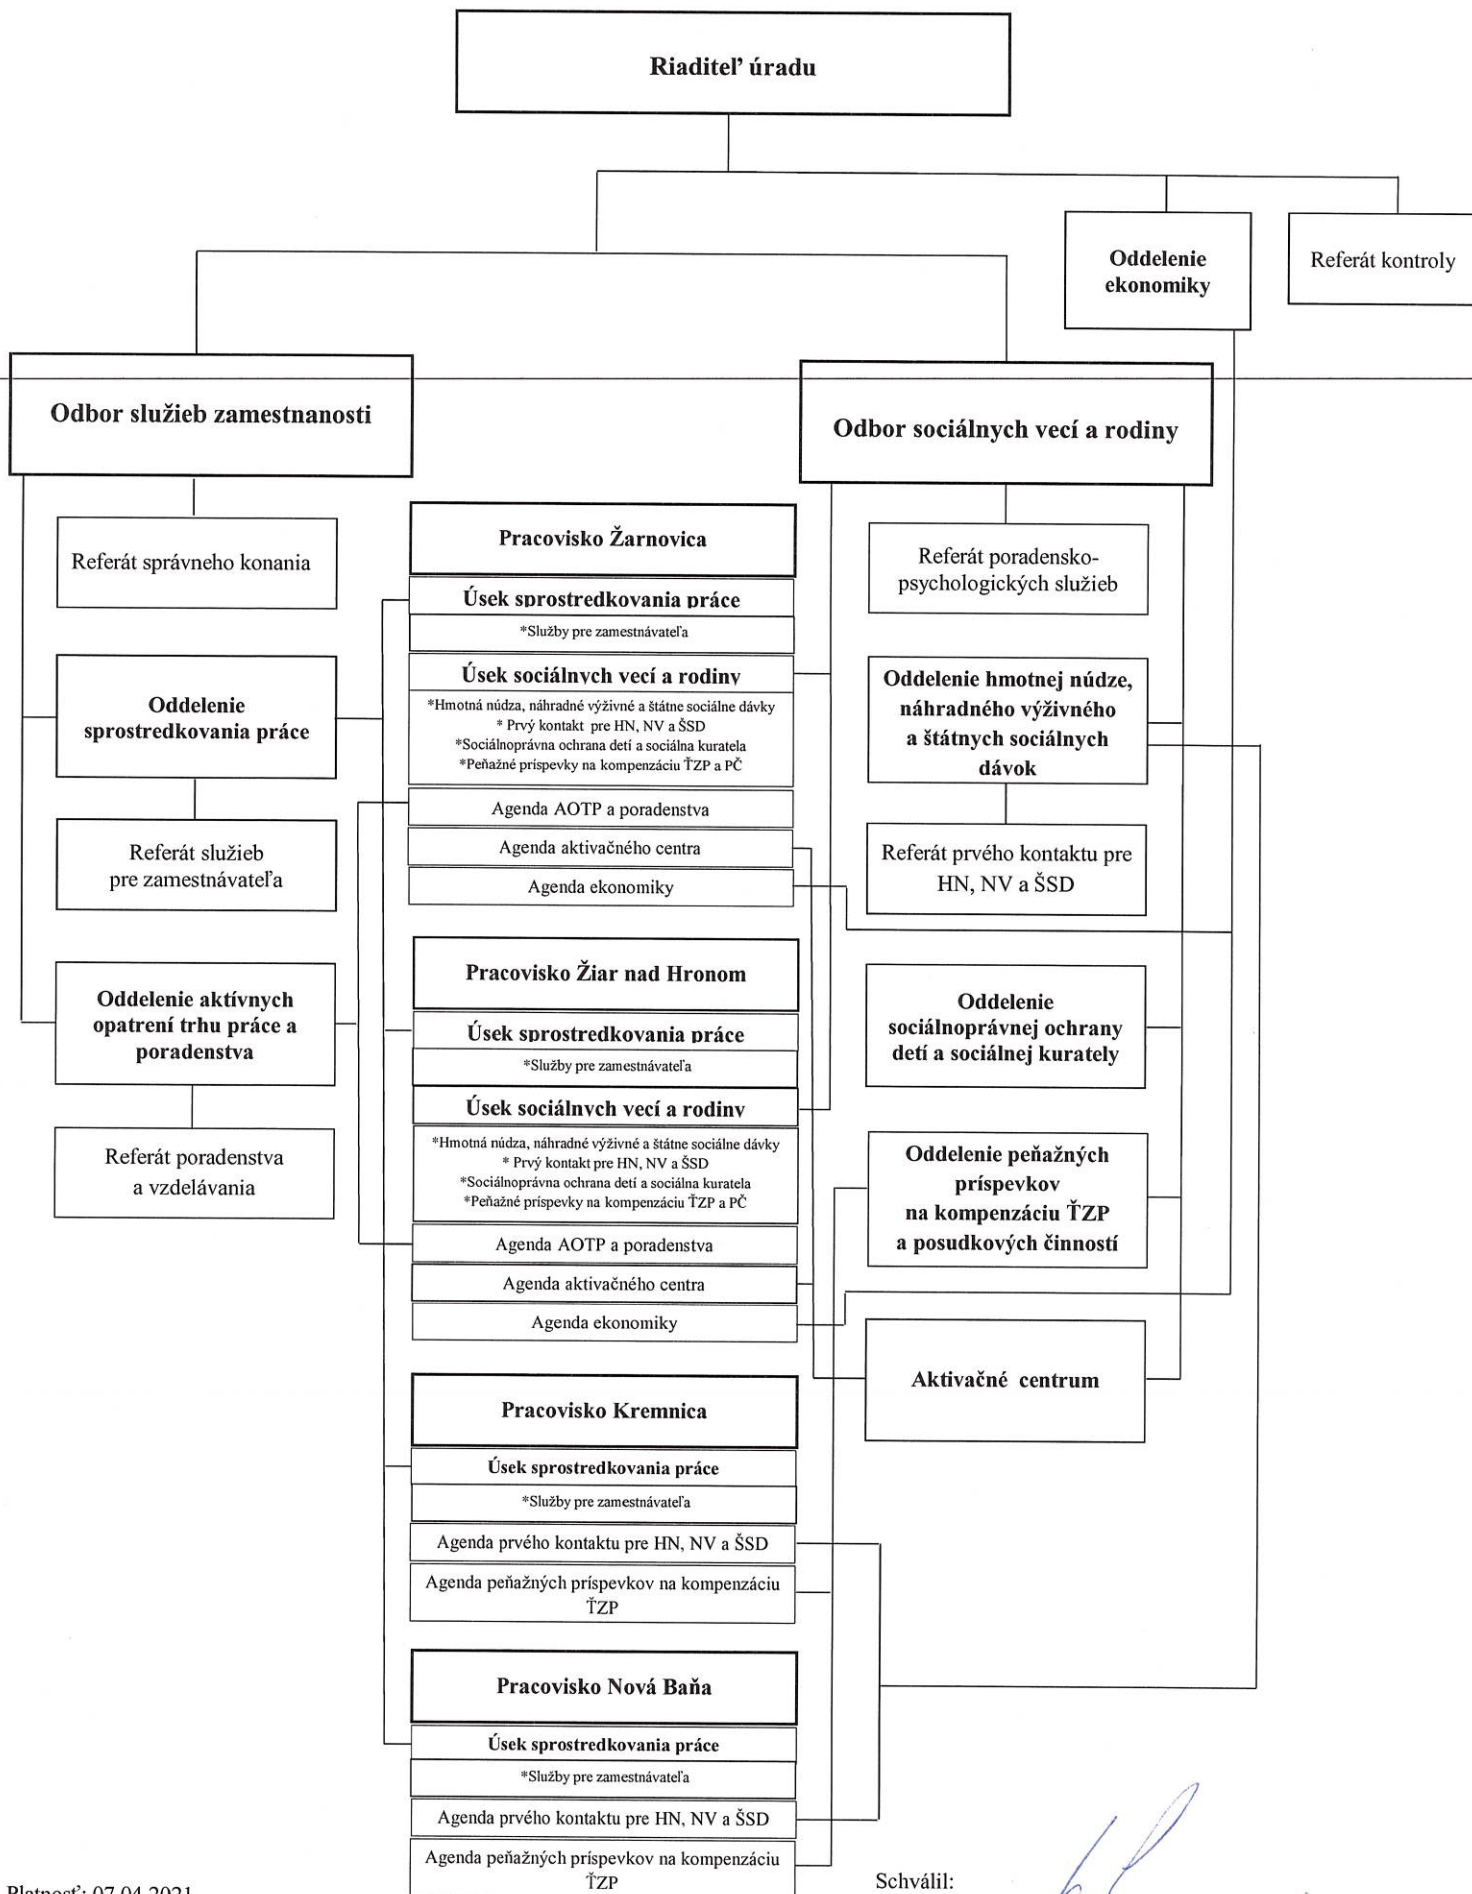 Riaditeľ úradu
Oddelenie
ekonomiky
Referát kontroly
Odbor služieb zamestnanosti
Odbor sociálnych vecí a rodiny
Referát správneho konania
Oddelenie
sprostredkovania práce
Referát služieb
pre zamestnávateľa
Oddelenie aktívnych
opatrení trhu práce a
poradenstva
Referát poradenstva
a vzdelávania
Pracovisko Žarnovica
Úsek sprostredkovania práce
*Služby pre zamestnávateľa
Úsek sociálnych vecí a rodiny
*Hmotná núdza, náhradné výživné a štátne sociálne dávky
* Prvý kontakt pre HN, NV a ŠSD
*Sociálnoprávna ochrana detí a sociálna kuratela
*Peňažné príspevky na kompenzáciu ŤZP a PČ
Agenda AOTP a poradenstva
Agenda aktivačného centra
Agenda ekonomiky
Pracovisko Žiar nad Hronom
Úsek sprostredkovania práce
*Služby pre zamestnávateľa
Úsek sociálnych vecí a rodiny
*Hmotná núdza, náhradné výživné a štátne sociálne dávky
* Prvý kontakt pre HN, NV a ŠSD
*Sociálnoprávna ochrana detí a sociálna kuratela
*Peňažné príspevky na kompenzáciu ŤZP a PČ
Agenda AOTP a poradenstva
Agenda aktivačného centra
Agenda ekonomiky
Pracovisko Kremnica
Úsek sprostredkovania práce
*Služby pre zamestnávateľa
Agenda prvého kontaktu pre HN, NV a ŠSD
Agenda peňažných príspevkov na kompenzáciu
ŤZP
Pracovisko Nová Baňa
Úsek sprostredkovania práce
*Služby pre zamestnávateľa
Agenda prvého kontaktu pre HN, NV a ŠSD
Agenda peňažných príspevkov na kompenzáciu
ŤZP
Referát poradensko-
psychologických služieb
Oddelenie hmotnej núdze,
náhradného výživného
a štátnych sociálnych
dávok
Referát prvého kontaktu pre
HN, NV a ŠSD
Oddelenie
sociálnoprávnej ochrany
detí a sociálnej kurately
Oddelenie peňažných
príspevkov
na kompenzáciu ŤZP
a posudkových činností
Aktivačné centrum
Platnosť: 07.04.2021
Schválil: